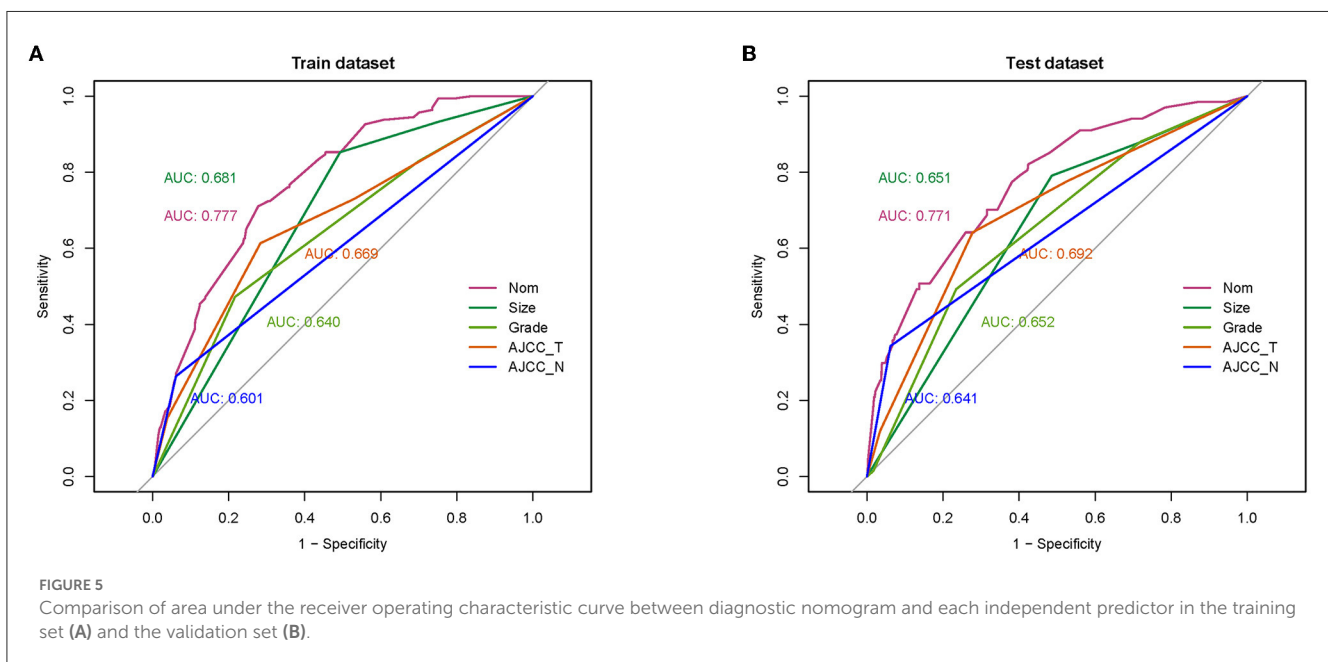 A
Train dataset
Sensitivity
1.0
0.8
0.6
0.4
0.2
0.0
AUC: 0.681
AUC: 0.777
AUC: 0.669
AUC: 0.640
AUC: 0.601
Nom
Size
Grade
AJCC_T
AJCC_N
0.0 0.2 0.4 0.6 0.8 1.0
1 − Specificity
B
Test dataset
Sensitivity
1.0
0.8
0.6
0.4
0.2
0.0
AUC: 0.651
AUC: 0.771
AUC: 0.692
AUC: 0.652
AUC: 0.641
Nom
Size
Grade
AJCC_T
AJCC_N
0.0 0.2 0.4 0.6 0.8 1.0
1 − Specificity
FIGURE 5
Comparison of area under the receiver operating characteristic curve between diagnostic nomogram and each independent predictor in the training
set (A) and the validation set (B).